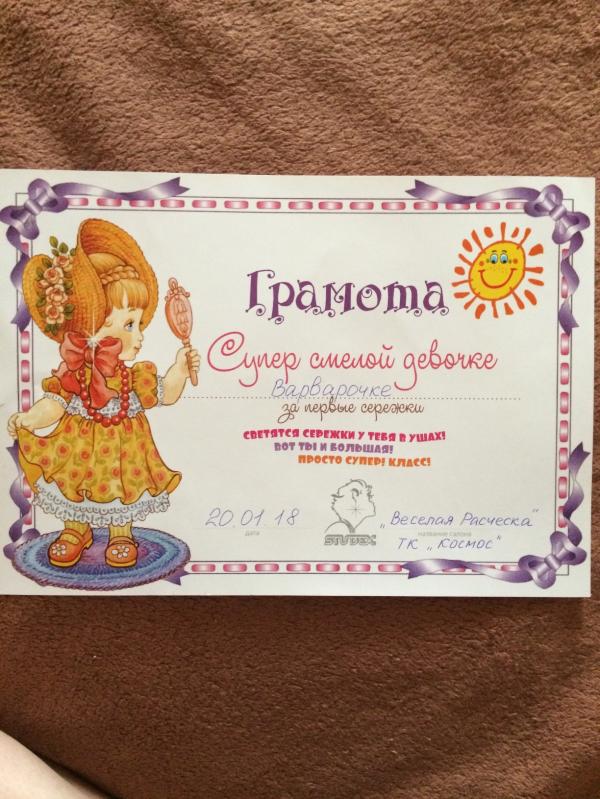 Грамота
Супер смелой девочке
Варварочке
за первые сережки
СВЕТЯТСЯ СЕРЕЖКИ У ТЕБЯ В УШАХ!
ВОТ ТЫ И БОЛЬШАЯ!
ПРОСТО СУПЕР! КЛАСС!
20.01.18
дата
STUDEX
„Веселая Расческа"
название салона
ТК „Космос"